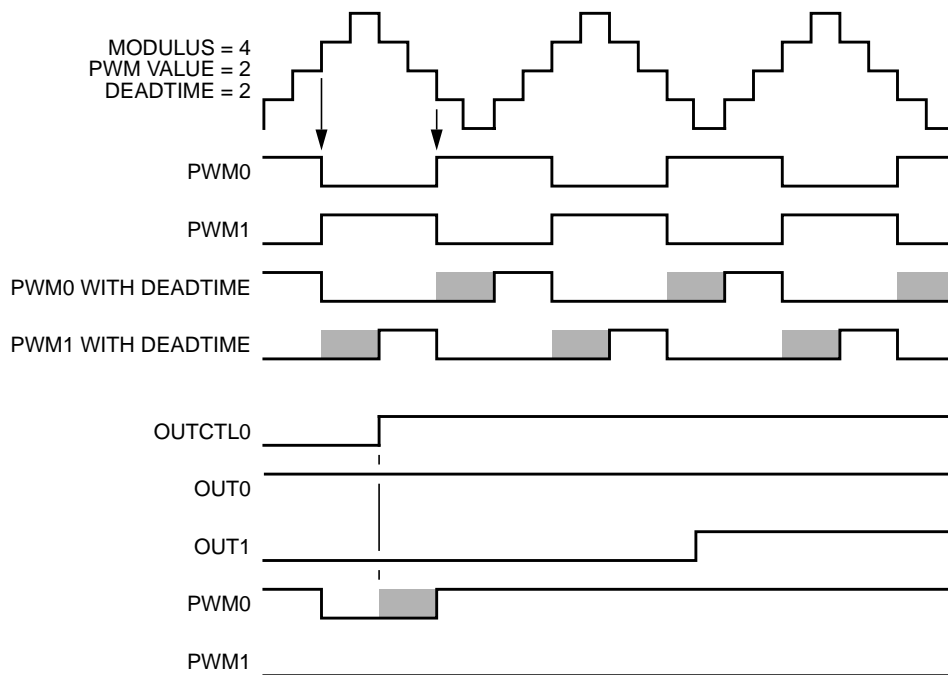 MODULUS = 4
PWM VALUE = 2
DEADTIME = 2
PWM0
PWM1
PWM0 WITH DEADTIME
PWM1 WITH DEADTIME
OUTCTL0
OUT0
OUT1
PWM0
PWM1